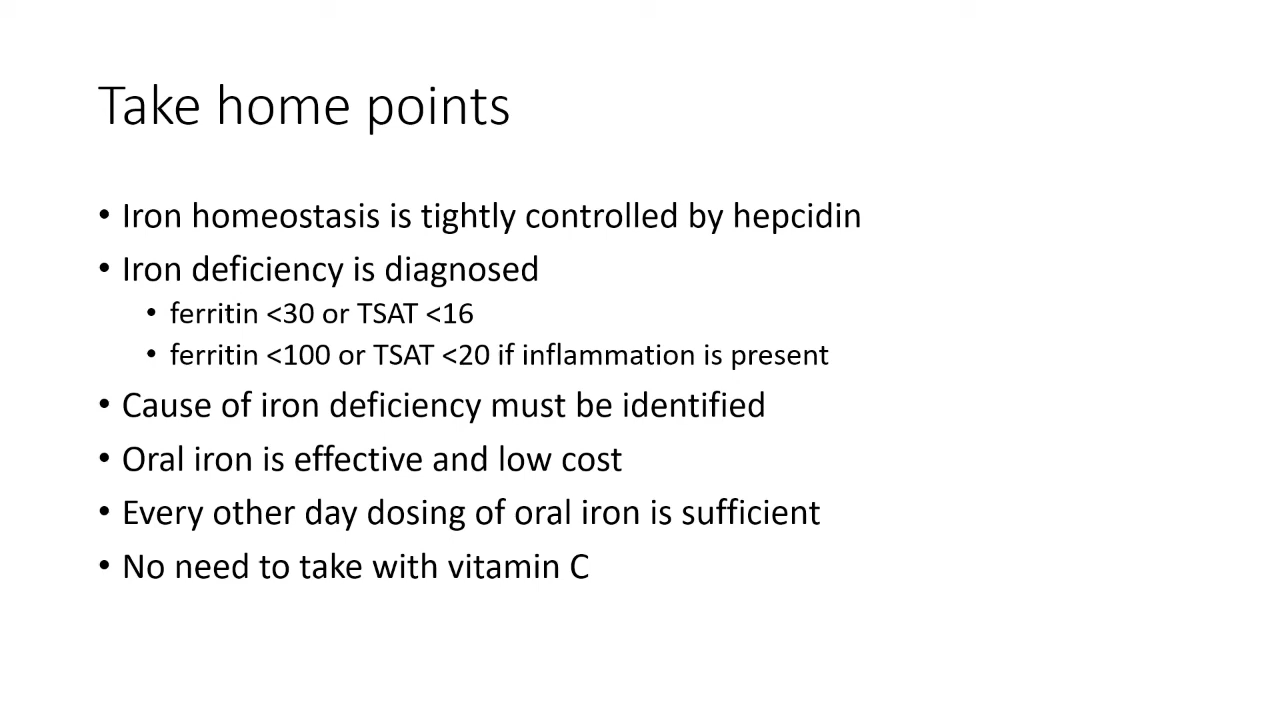 Take home points
• Iron homeostasis is tightly controlled by hepcidin
• Iron deficiency is diagnosed
• ferritin <30 or TSAT <16
• ferritin <100 or TSAT <20 if inflammation is present
• Cause of iron deficiency must be identified
• Oral iron is effective and low cost
• Every other day dosing of oral iron is sufficient
• No need to take with vitamin C